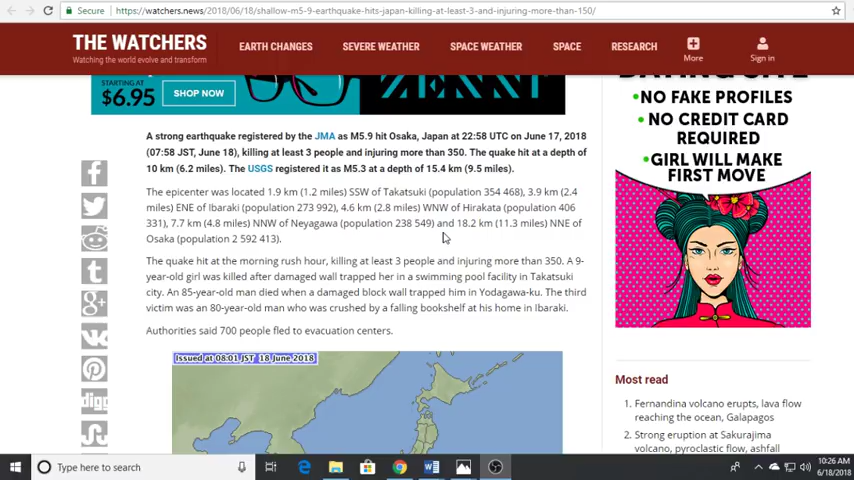 Secure
https://watchers.news/2018/06/18/shallow-m5-9-earthquake-hits-japan-killing-at-least-3-and-injuring-more-than-150/
THE WATCHERS
Watching the world evolve and transform
EARTH CHANGES
SEVERE WEATHER
SPACE WEATHER
SPACE
RESEARCH
More
Sign in
STARTING AT
$6.95
SHOP NOW
A strong earthquake registered by the JMA as M5.9 hit Osaka, Japan at 22:58 UTC on June 17, 2018
(07:58 JST, June 18), killing at least 3 people and injuring more than 350. The quake hit at a depth of
10 km (6.2 miles). The USGS registered it as M5.3 at a depth of 15.4 km (9.5 miles).
The epicenter was located 1.9 km (1.2 miles) SSW of Takatsuki (population 354 468), 3.9 km (2.4
miles) ENE of Ibaraki (population 273 992), 4.6 km (2.8 miles) WNW of Hirakata (population 406
331), 7.7 km (4.8 miles) NNW of Neyagawa (population 238 549) and 18.2 km (11.3 miles) NNE of
Osaka (population 2 592 413).
The quake hit at the morning rush hour, killing at least 3 people and injuring more than 350. A 9-
year-old girl was killed after damaged wall trapped her in a swimming pool facility in Takatsuki
city. An 85-year-old man died when a damaged block wall trapped him in Yodagawa-ku. The third
victim was an 80-year-old man who was crushed by a falling bookshelf at his home in Ibaraki.
Authorities said 700 people fled to evacuation centers.
Issued at 08:01 JST 18 June 2018
digg
•NO FAKE PROFILES
•NO CREDIT CARD
REQUIRED
•GIRL WILL MAKE
FIRST MOVE
Most read
1. Fernandina volcano erupts, lava flow
reaching the ocean, Galapagos
2. Strong eruption at Sakurajima
volcano, pyroclastic flow, ashfall
Type here to search
10:26 AM
6/18/2018